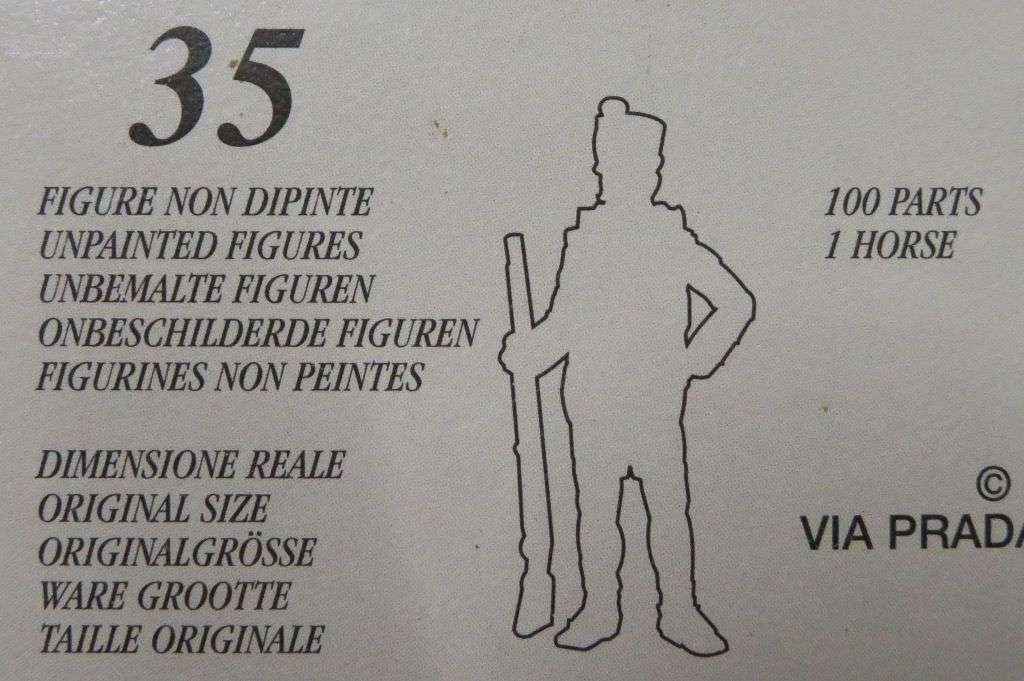 35
FIGURE NON DIPINTE
UNPAINTED FIGURES
UNBEMALTE FIGUREN
ONBESCHILDERDE FIGUREN
FIGURINES NON PEINTES
DIMENSIONE REALE
ORIGINAL SIZE
ORIGINALGRÖSSE
WARE GROOTTE
TAILLE ORIGINALE
100 PARTS
1 HORSE
©
VIA PRADA